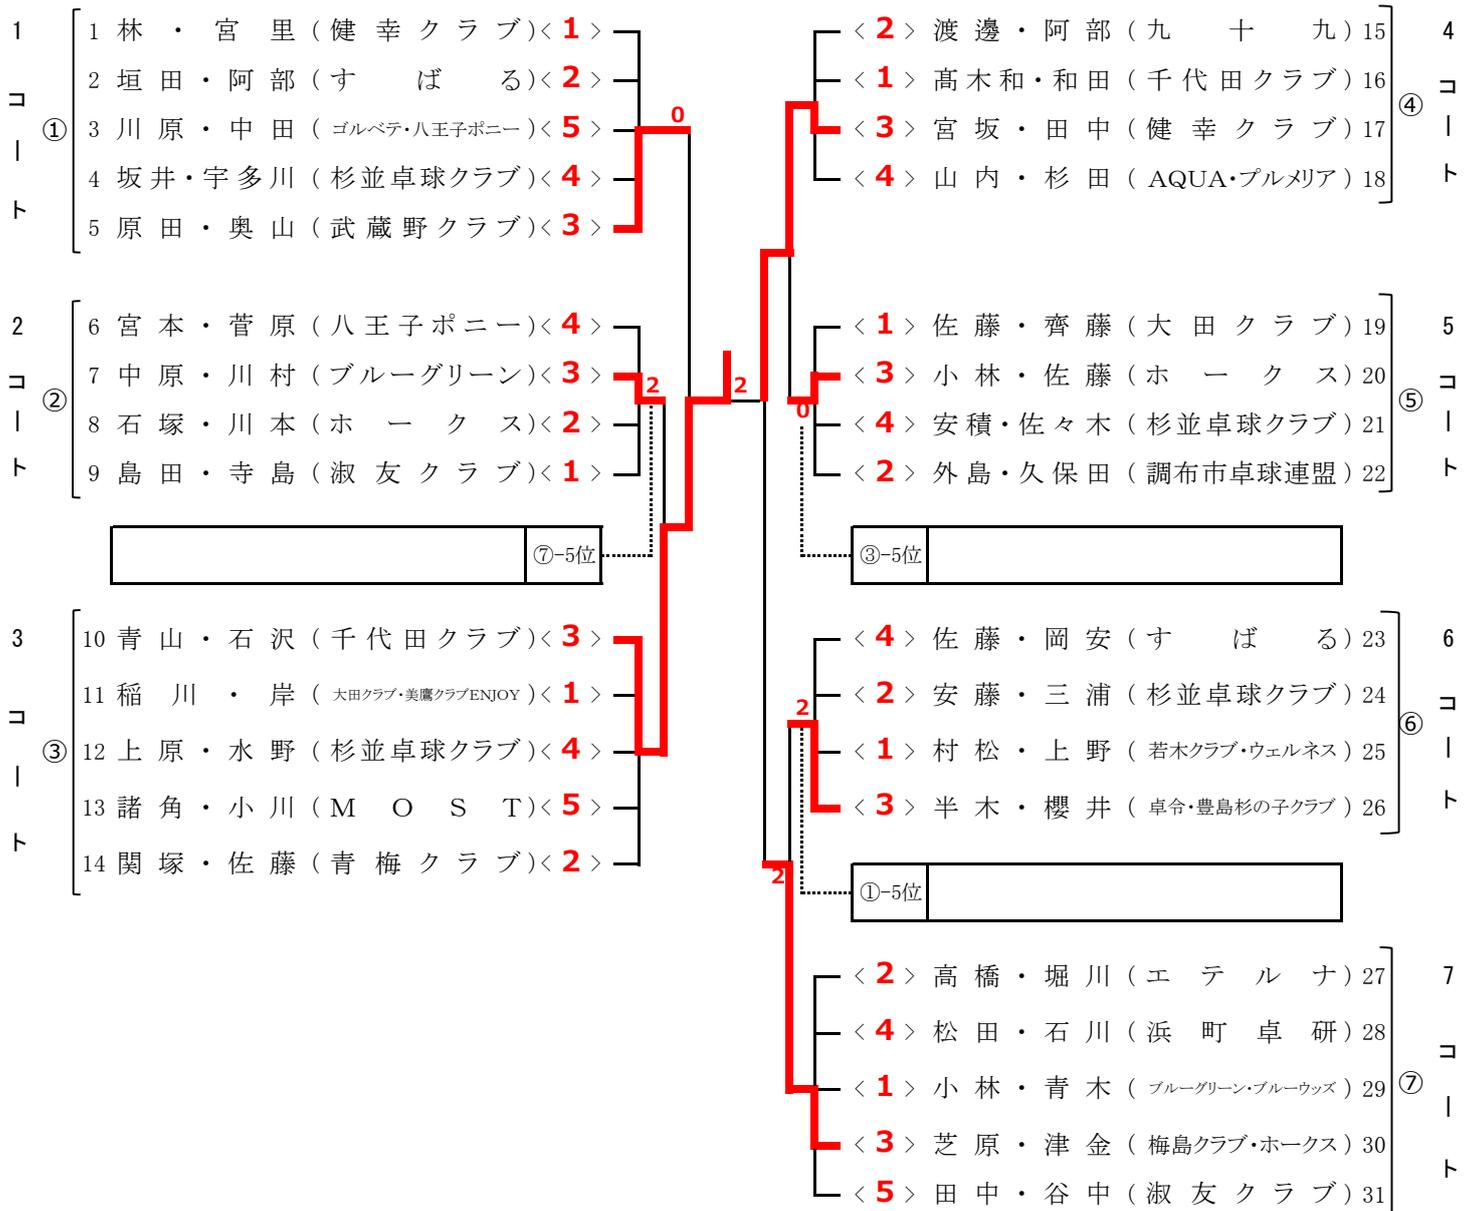 1コート
①
1 林・宮里(健幸クラブ)<1>
2 垣田・阿部(すばる)<2>
3 川原・中田(ゴルベテ・八王子ポニー)<5>
4 坂井・宇多川(杉並卓球クラブ)<4>
5 原田・奥山(武蔵野クラブ)<3>
0
2コート
②
6 宮本・菅原(八王子ポニー)<4>
7 中原・川村(ブルーグリーン)<3>
8 石塚・川本(ホークス)<2>
9 島田・寺島(淑友クラブ)<1>
2
⑦-5位
3コート
③
10 青山・石沢(千代田クラブ)<3>
11 稲川・岸(大田クラブ・美鷹クラブENJOY)<1>
12 上原・水野(杉並卓球クラブ)<4>
13 諸角・小川(MOST)<5>
14 関塚・佐藤(青梅クラブ)<2>
2
4コート
④
<2>渡邊・阿部(九十九)15
<1>髙木和・和田(千代田クラブ)16
<3>宮坂・田中(健幸クラブ)17
<4>山内・杉田(AQUA・プルメリア)18
5コート
⑤
<1>佐藤・齊藤(大田クラブ)19
<3>小林・佐藤(ホークス)20
<4>安積・佐々木(杉並卓球クラブ)21
<2>外島・久保田(調布市卓球連盟)22
0
③-5位
6コート
⑥
<4>佐藤・岡安(すばる)23
<2>安藤・三浦(杉並卓球クラブ)24
<1>村松・上野(若木クラブ・ウェルネス)25
<3>半木・櫻井(卓令・豊島杉の子クラブ)26
2
①-5位
2
7コート
⑦
<2>高橋・堀川(エテルナ)27
<4>松田・石川(浜町卓研)28
<1>小林・青木(ブルーグリーン・ブルーウッズ)29
<3>芝原・津金(梅島クラブ・ホークス)30
<5>田中・谷中(淑友クラブ)31